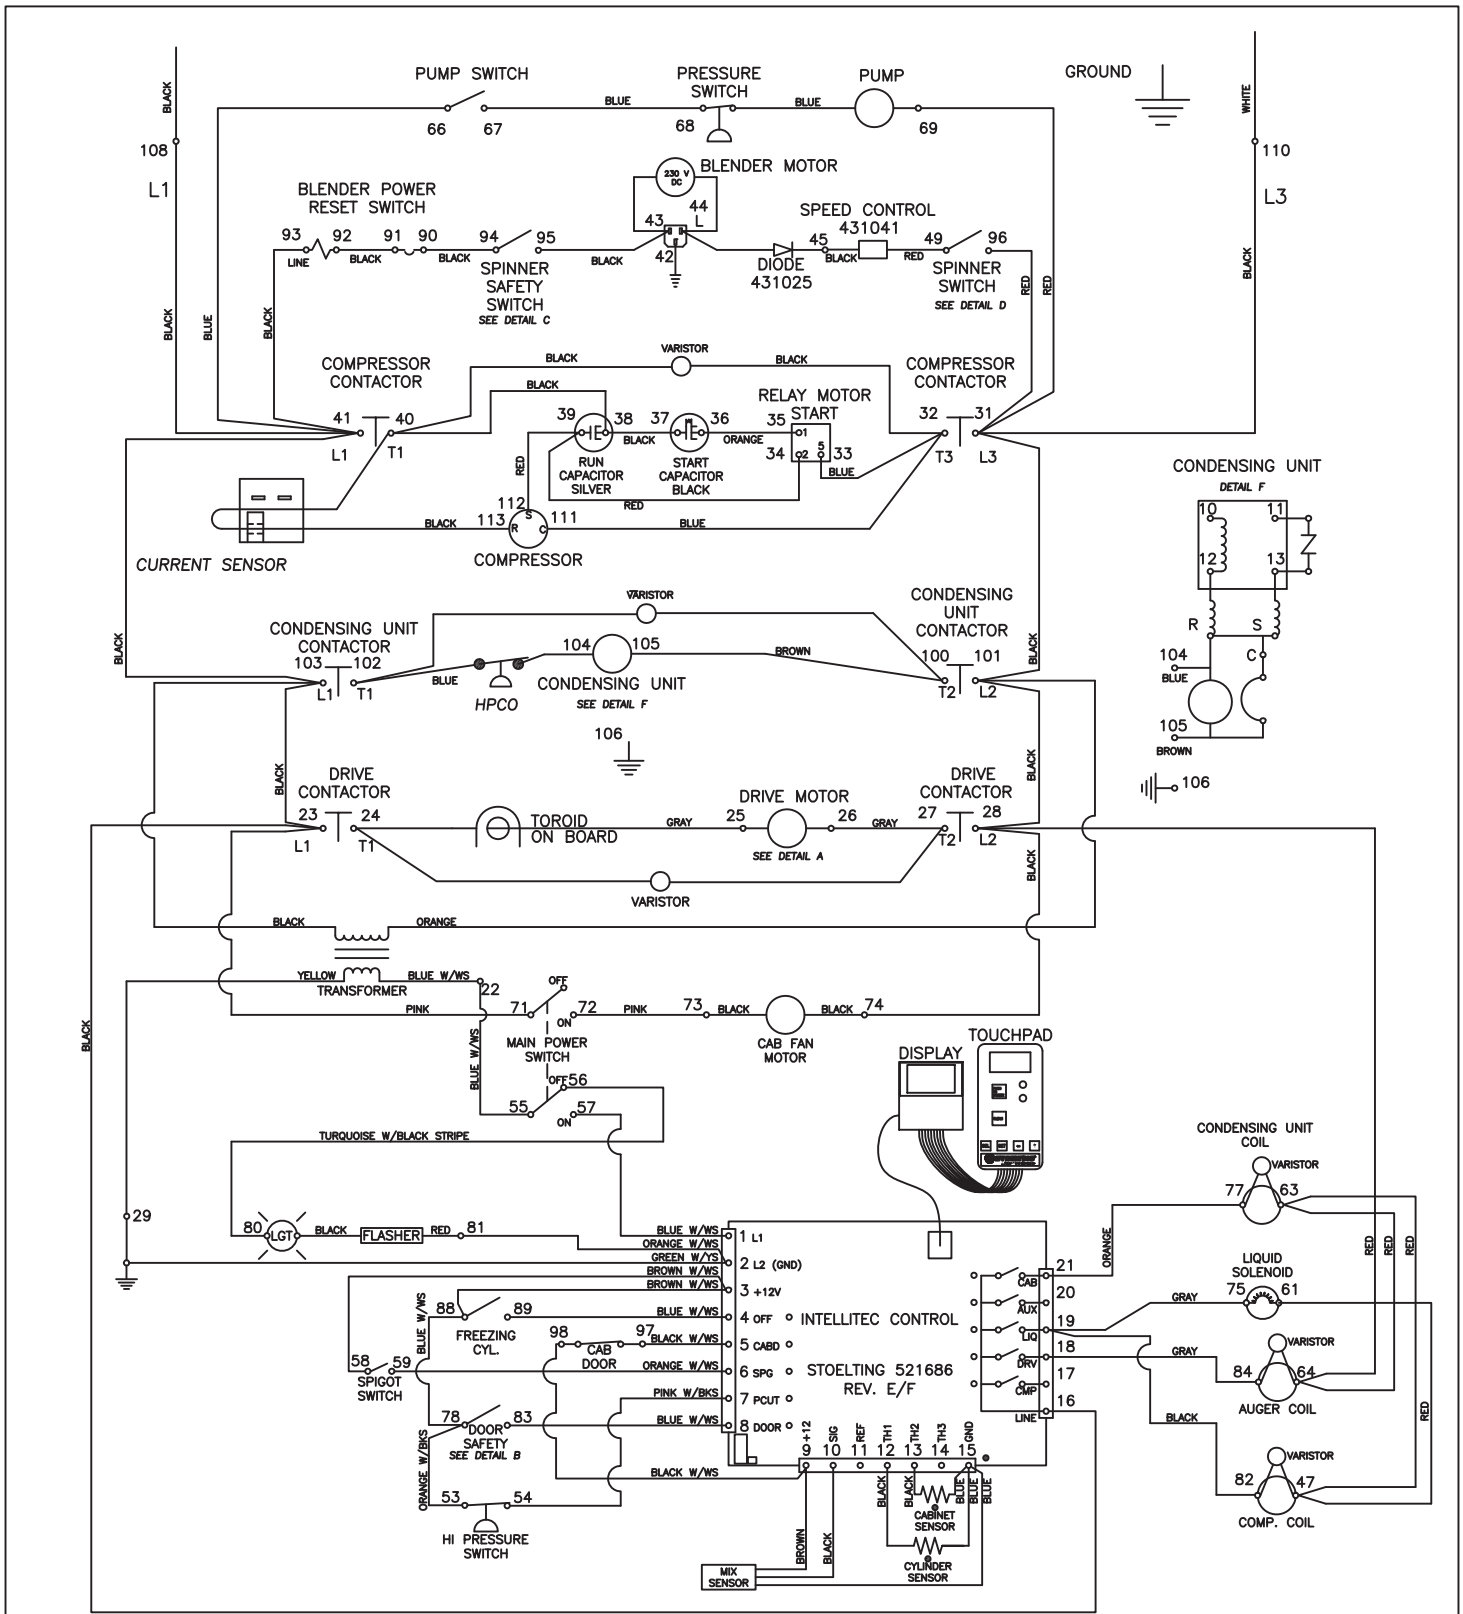 PUMP SWITCH
PRESSURE
SWITCH
PUMP
GROUND
BLACK
WHITE
BLUE
BLUE
66
67
68
69
108
110
L1
L3
BLENDER MOTOR
230 V
DC
BLENDER POWER
RESET SWITCH
43
44
L
42
SPEED CONTROL
431041
93
92
91
90
94
95
45
49
96
LINE
BLACK
BLACK
BLACK
BLACK
RED
SPINNER
SAFETY
SWITCH
SEE DETAIL C
DIODE
431025
SPINNER
SWITCH
SEE DETAIL D
RED
RED
BLACK
BLACK
BLUE
BLACK
COMPRESSOR
CONTACTOR
BLACK
VARISTOR
BLACK
COMPRESSOR
CONTACTOR
BLACK
RELAY MOTOR
START
41
40
39
38
37
36
35
1
32
31
BLACK
ORANGE
34
2
5
33
L1
T1
T3
L3
RED
RUN
CAPACITOR
SILVER
START
CAPACITOR
BLACK
BLUE
RED
CONDENSING UNIT
DETAIL F
112
S
113
R
C
111
BLACK
BLUE
COMPRESSOR
CURRENT SENSOR
10
11
12
13
R
S
C
104
BLUE
105
BROWN
106
VARISTOR
CONDENSING UNIT
CONTACTOR
CONDENSING
UNIT
CONTACTOR
BLACK
BLACK
103
102
104
105
BROWN
100
101
L1
T1
BLUE
HPCO
CONDENSING UNIT
SEE DETAIL F
T2
L2
106
BLACK
BLACK
DRIVE
CONTACTOR
DRIVE MOTOR
DRIVE
CONTACTOR
23
24
TOROID
ON BOARD
GRAY
25
26
GRAY
27
28
L1
T1
SEE DETAIL A
T2
L2
VARISTOR
BLACK
BLACK
ORANGE
YELLOW
BLUE W/WS
TRANSFORMER
22
OFF
PINK
71
72
ON
PINK
73
BLACK
BLACK
74
MAIN POWER
SWITCH
CAB FAN
MOTOR
BLACK
BLUE W/WS
DISPLAY
TOUCHPAD
OFF
56
55
57
ON
TURQUOISE W/BLACK STRIPE
CONDENSING UNIT
COIL
VARISTOR
77
63
29
80
LGT
BLACK
FLASHER
RED
81
BLUE W/WS
ORANGE W/WS
GREEN W/YS
BROWN W/WS
BROWN W/WS
1 L1
2 L2 (GND)
3 +12V
ORANGE
RED
RED
RED
LIQUID
SOLENOID
75
61
GRAY
21
CAB
20
AUX
19
LIQ
18
DRV
17
CMP
16
LINE
BLUE W/WS
88
89
FREEZING
CYL.
BLUE W/WS
4 OFF
INTELLITEC CONTROL
98
97
CAB
DOOR
BLACK W/WS
5 CABD
58
59
SPIGOT
SWITCH
ORANGE W/WS
6 SPG
STOELTING 521686
REV. E/F
VARISTOR
GRAY
84
64
AUGER COIL
PINK W/BKS
7 PCUT
78
83
DOOR
SAFETY
SEE DETAIL B
BLUE W/WS
8 DOOR
BLACK
RED
ORANGE W/BKS
BLACK W/WS
+12
SIG
REF
TH1
TH2
TH3
GND
9
10
11
12
13
14
15
VARISTOR
82
47
COMP. COIL
53
54
HI PRESSURE
SWITCH
BLACK
BLACK
BLUE
BLUE
BLUE
CABINET
SENSOR
BROWN
BLACK
CYLINDER
SENSOR
MIX
SENSOR